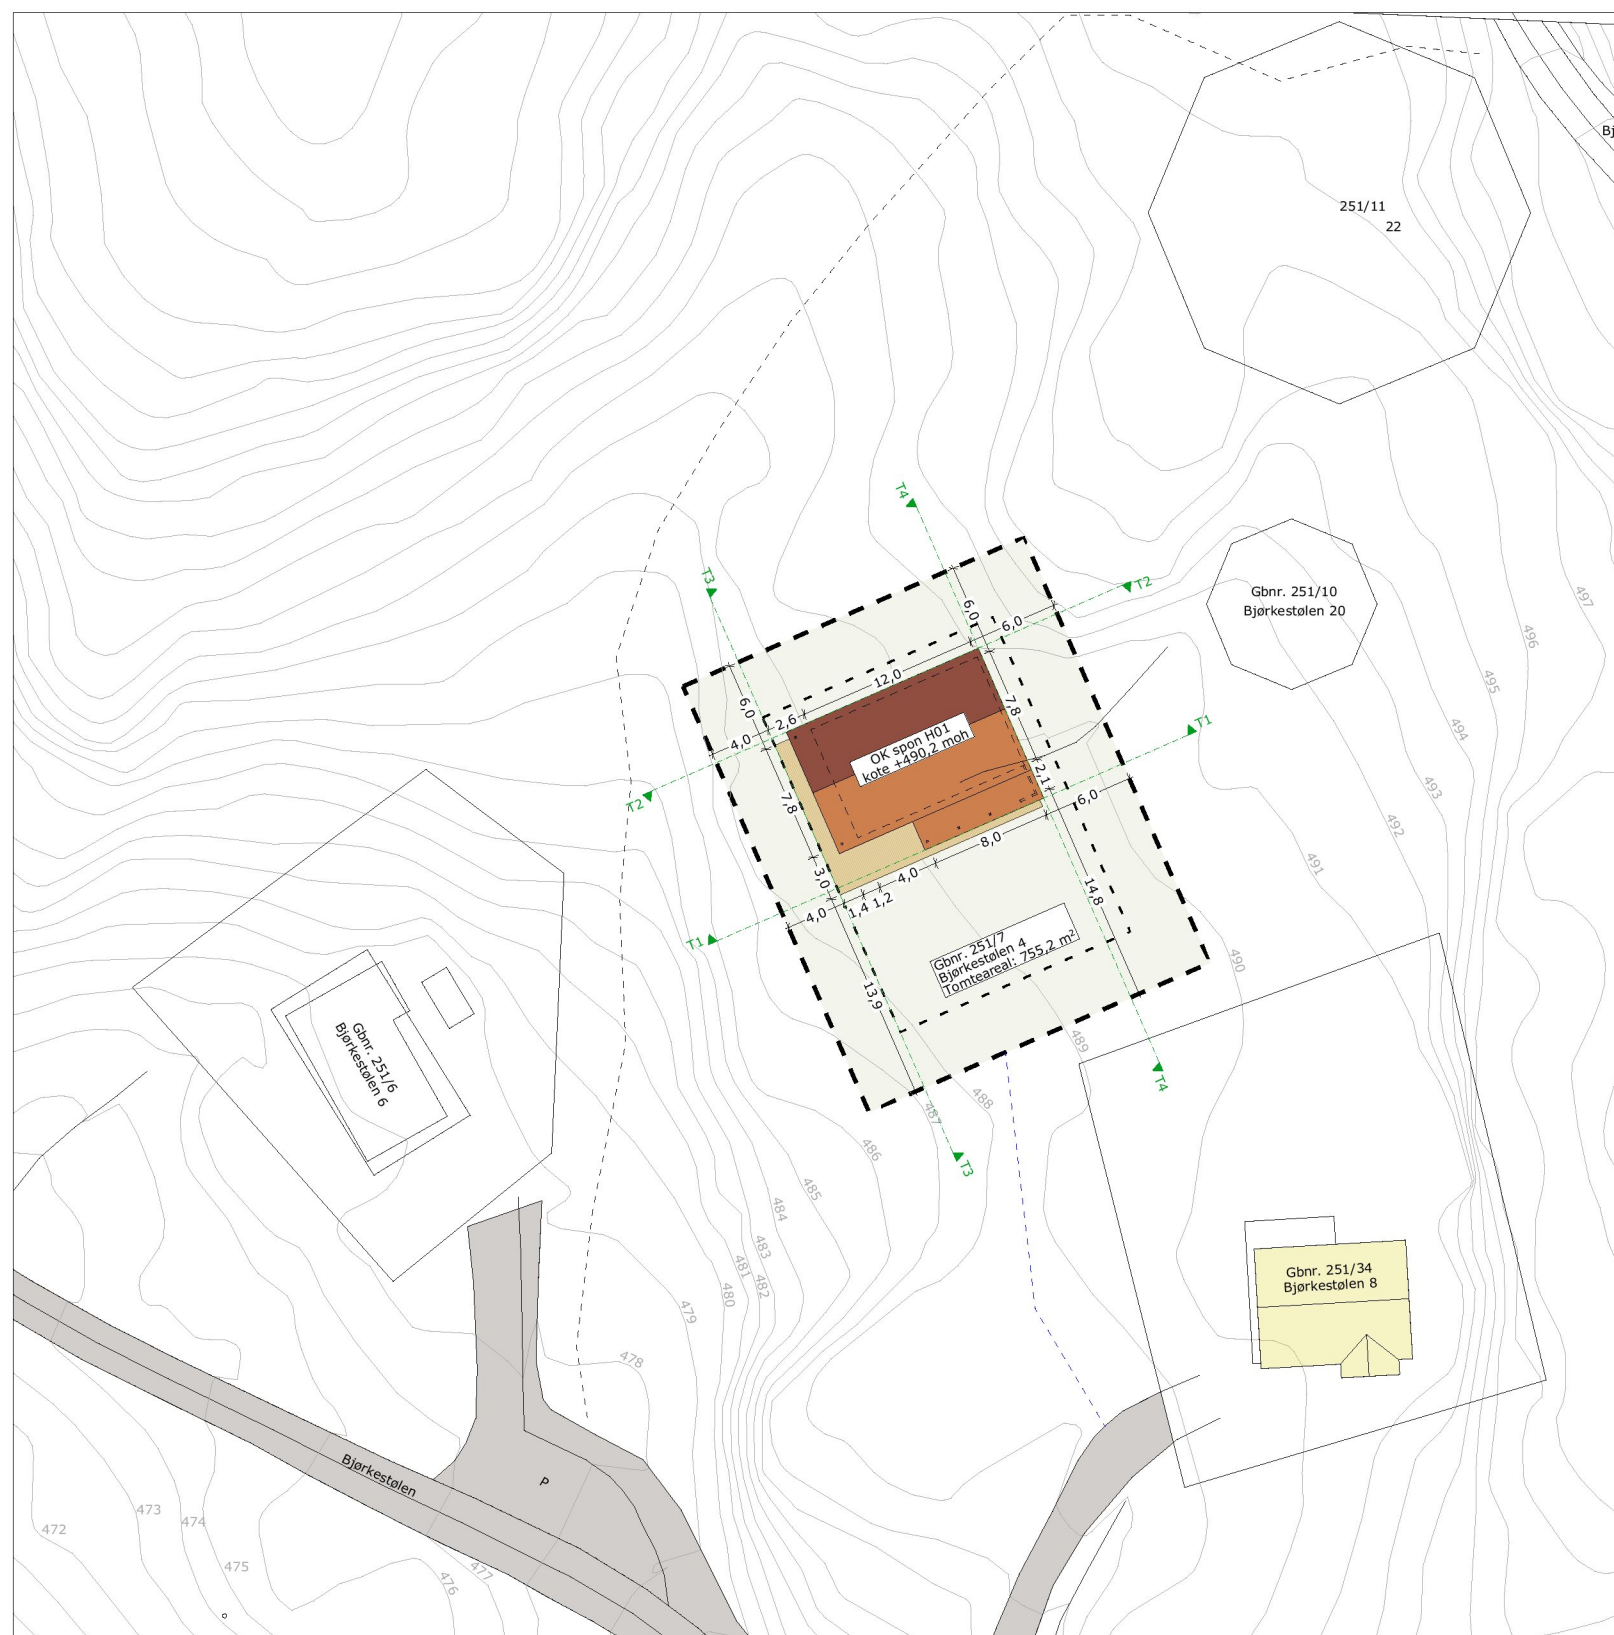 Bj
251/11
22
T4
T3
T2
Gbnr. 251/10
Bjørkestølen 20
497
496
495
494
493
492
491
490
489
488
487
486
485
484
483
482
481
480
479
478
6,0
6,0
12,0
6,0
2,6
4,0
7,8
OK spon H01
kote +490,2 moh
T1
T2
7,8
2,1
6,0
8,0
3,0
4,0
1,4
1,2
4,0
T1
14,8
Gbnr. 251/7
Bjørkestølen 4
Tomteareal: 755,2 m²
13,9
T4
T3
Gbnr. 251/6
Bjørkestølen 6
Gbnr. 251/34
Bjørkestølen 8
Bjørkestølen
P
472
473
474
475
476
477